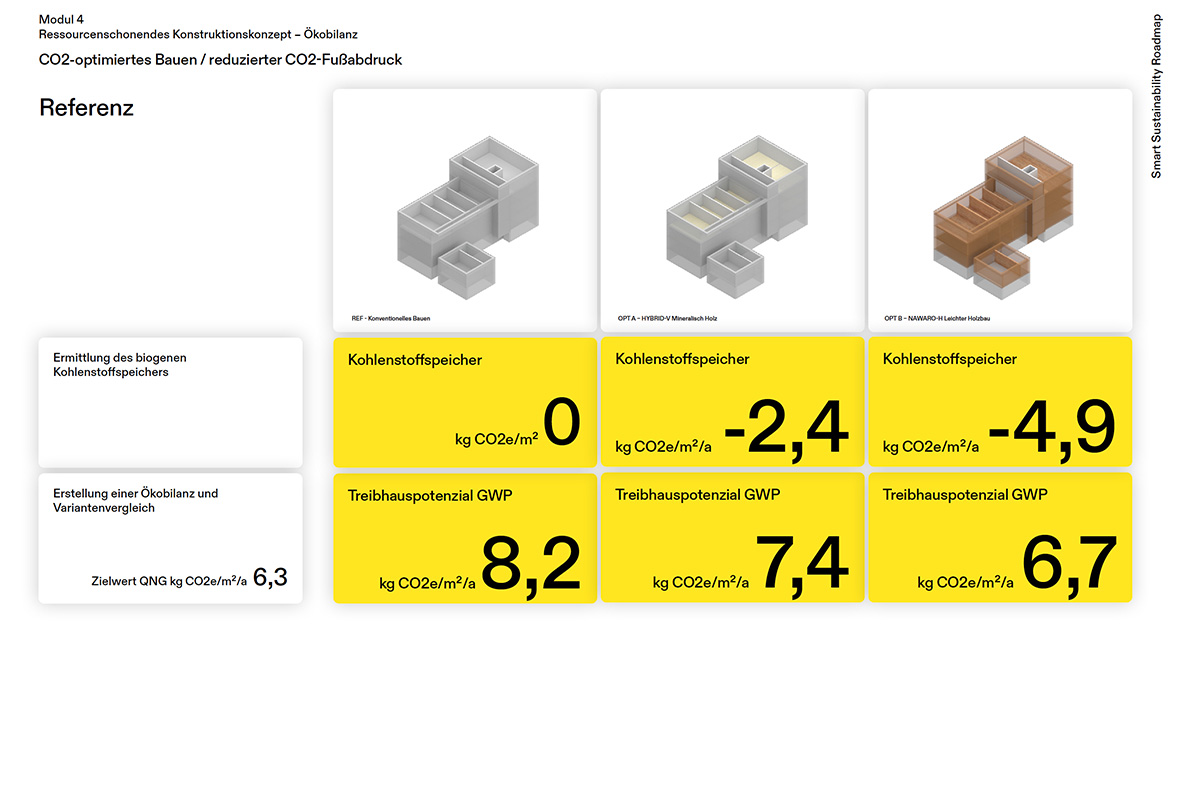 Modul 4
Ressourcenschonendes Konstruktionskonzept – Ökobilanz
CO2-optimiertes Bauen / reduzierter CO2-Fußabdruck
Smart Sustainability Roadmap
Referenz
REF - Konventionelles Bauen
OPT A – HYBRID-V Mineralisch Holz
OPT B – NAWARO-H Leichter Holzbau
Ermittlung des biogenen
Kohlenstoffspeichers
Kohlenstoffspeicher
kg CO2e/m² 0
Kohlenstoffspeicher
kg CO2e/m²/a -2,4
Kohlenstoffspeicher
kg CO2e/m²/a -4,9
Erstellung einer Ökobilanz und
Variantenvergleich
Zielwert QNG kg CO2e/m²/a 6,3
Treibhauspotenzial GWP
kg CO2e/m²/a 8,2
Treibhauspotenzial GWP
kg CO2e/m²/a 7,4
Treibhauspotenzial GWP
kg CO2e/m²/a 6,7